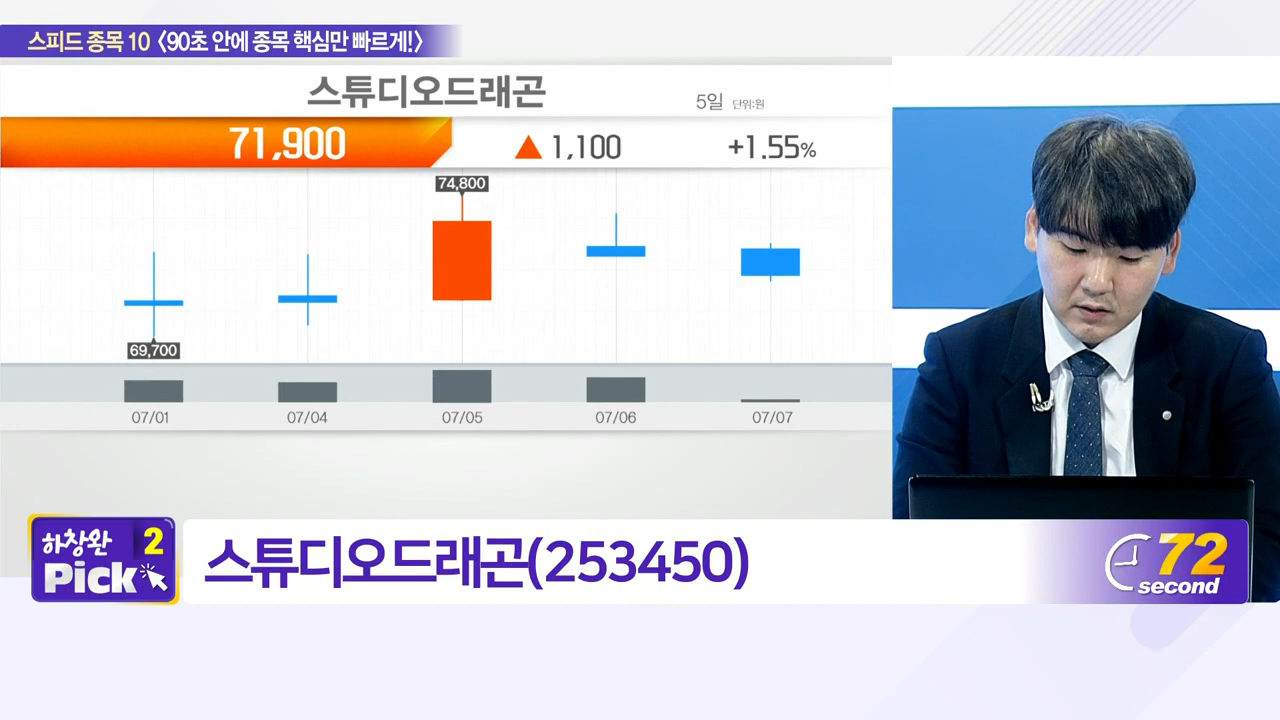 스피드 종목 10 〈90초 안에 종목 핵심만 빠르게!〉
스튜디오드래곤
5일 단위:원
71,900 ▲ 1,100 +1.55%
74,800
69,700
07/01 07/04 07/05 07/06 07/07
하창완 2
Pick
스튜디오드래곤(253450)
72
second